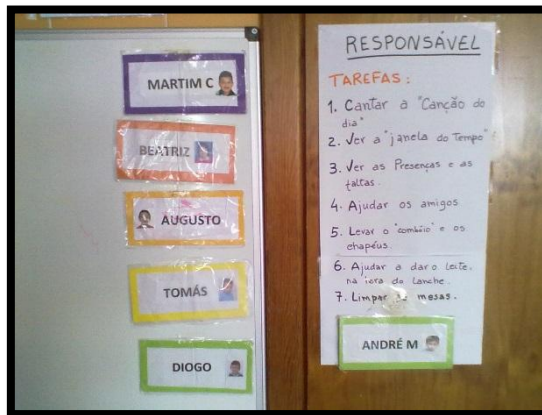 MARTIM C
BEATRIZ
AUGUSTO
TOMÁS
DIOGO
RESPONSÁVEL
TAREFAS:
1. Cantar a "Canção do
dia"
2. Ver a "janela do Tempo"
3. Ver as Presenças e as
faltas.
4. Ajudar os amigos
5. Levar o "comboio" e os
chapéus.
6. Ajudar a dar o leite,
na hora do lanche.
7. Limpar as mesas.
ANDRÉ M